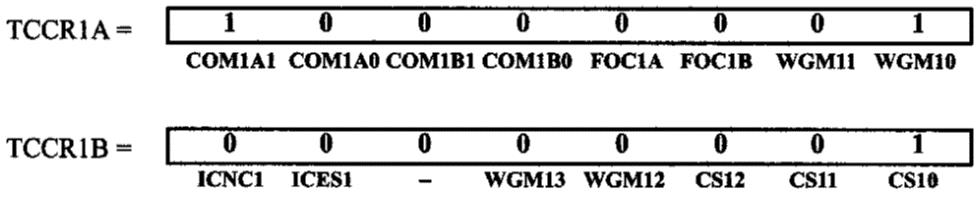 TCCR1A = 1 0 0 0 0 0 0 1
COM1A1 COM1A0 COM1B1 COM1B0 FOC1A FOC1B WGM11 WGM10
TCCR1B = 0 0 0 0 0 0 0 1
ICNC1 ICES1 – WGM13 WGM12 CS12 CS11 CS10